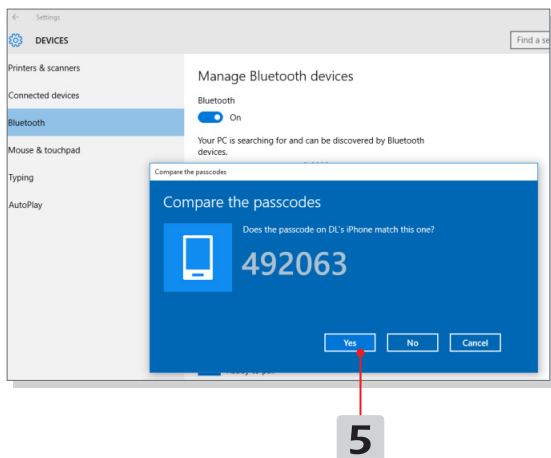 Settings
DEVICES
Find a se
Printers & scanners
Connected devices
Bluetooth
Mouse & touchpad
Typing
AutoPlay
Manage Bluetooth devices
Bluetooth
On
Your PC is searching for and can be discovered by Bluetooth
devices.
Compare the passcodes
Compare the passcodes
Does the passcode on DL's iPhone match this one?
492063
Yes No Cancel
5